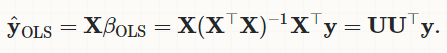 ŷ_OLS = Xβ_OLS = X(X^⊤X)^{−1}X^⊤y = UU^⊤y.